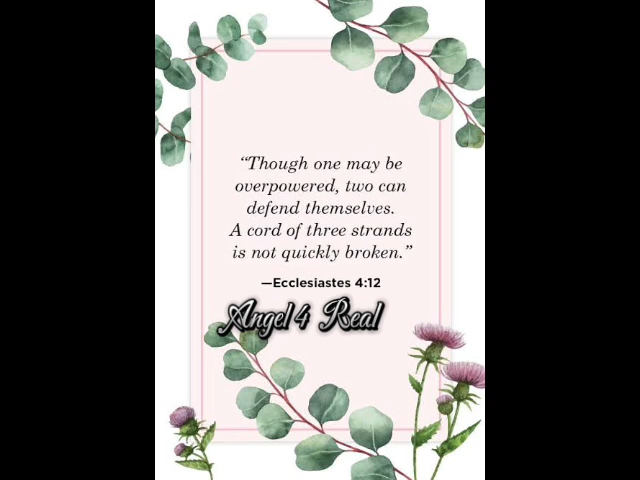 “Though one may be
overpowered, two can
defend themselves.
A cord of three strands
is not quickly broken.”
—Ecclesiastes 4:12
Angel 4 Real